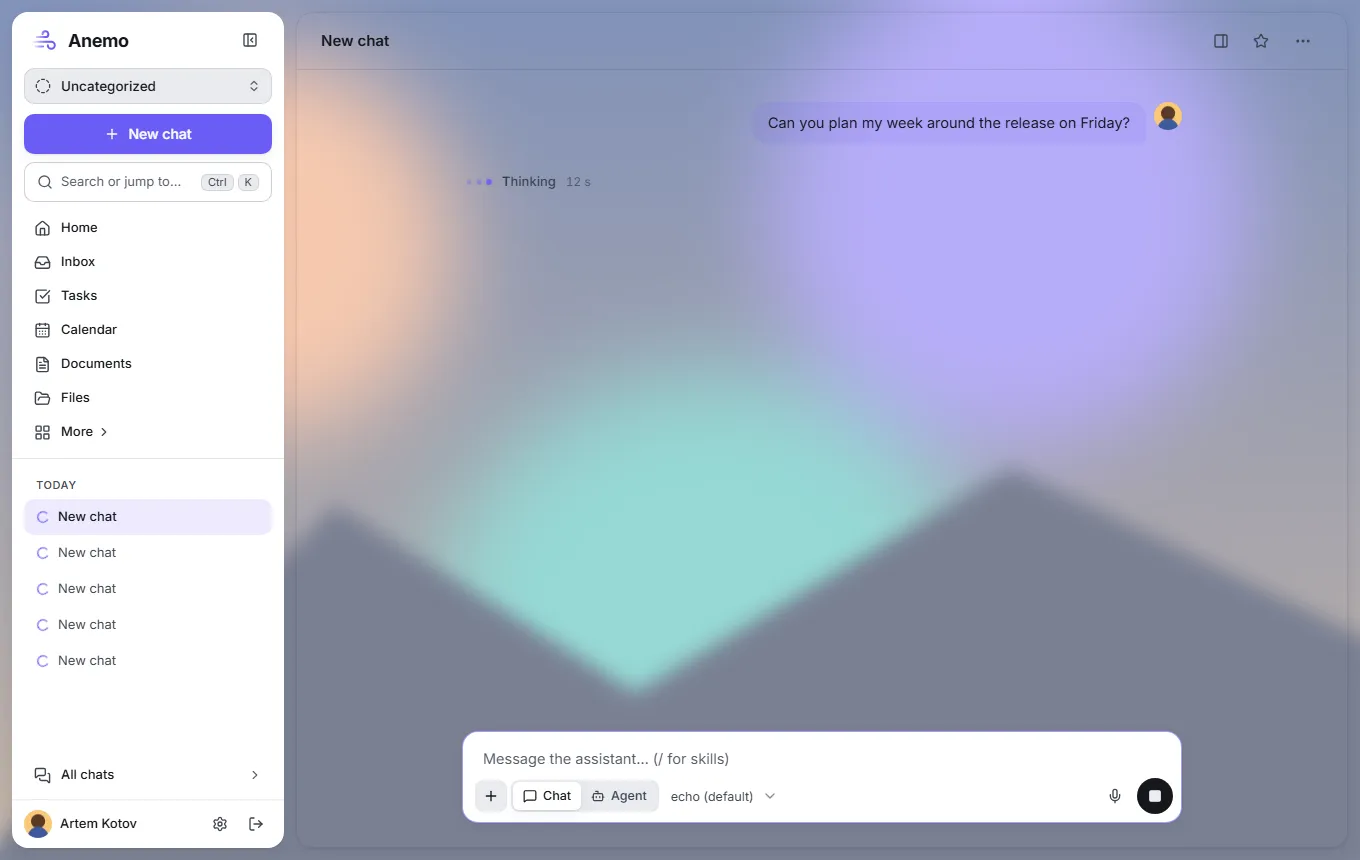 Anemo
Uncategorized
New chat
Search or jump to... Ctrl K
Home
Inbox
Tasks
Calendar
Documents
Files
More
TODAY
New chat
New chat
New chat
New chat
New chat
All chats
Artem Kotov
New chat
Can you plan my week around the release on Friday?
Thinking 12 s
Message the assistant... (/ for skills)
Chat Agent echo (default)